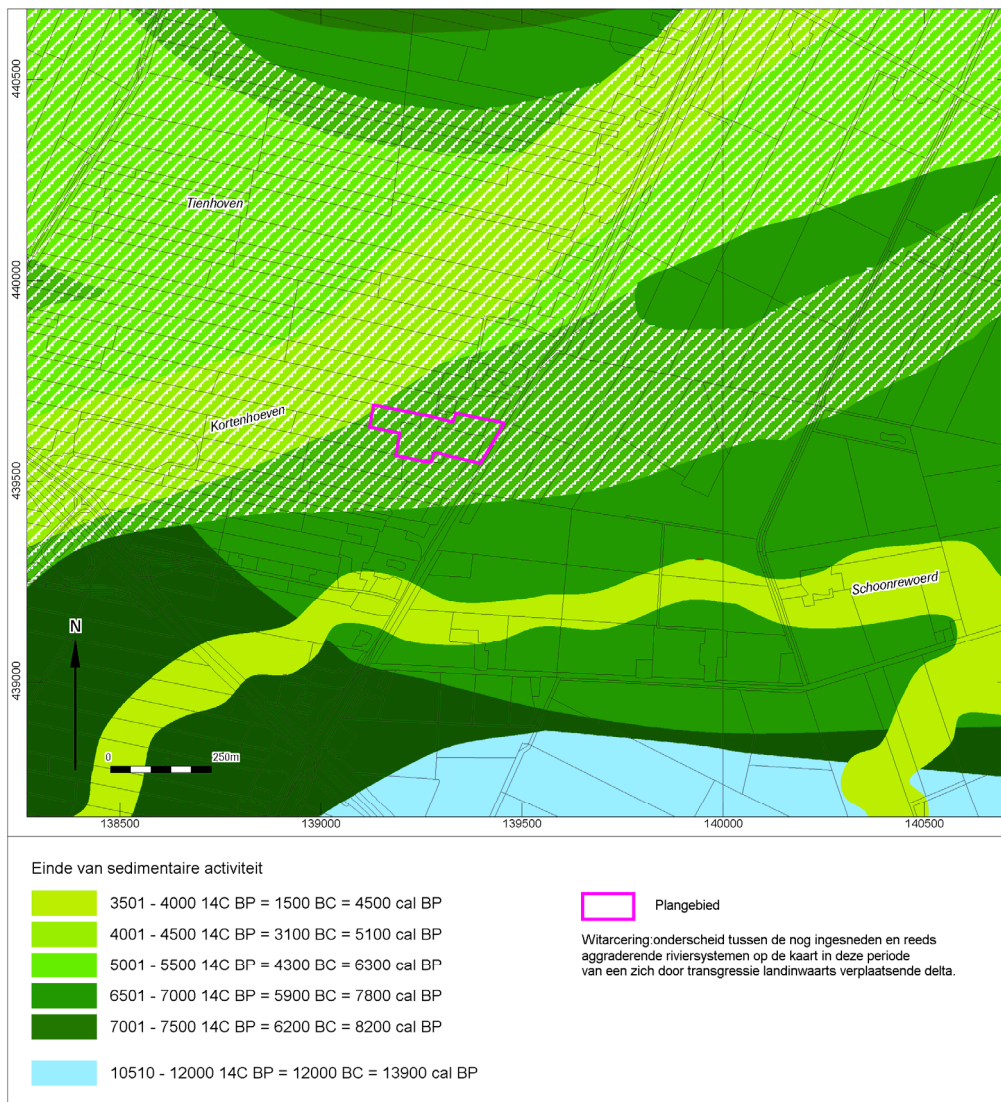 440500
Tienhoven
440000
Kortenhoeven
439500
Schoonrewoerd
N
439000
0 250m
138500 139000 139500 140000 140500
Einde van sedimentaire activiteit
3501 - 4000 14C BP = 1500 BC = 4500 cal BP
4001 - 4500 14C BP = 3100 BC = 5100 cal BP
5001 - 5500 14C BP = 4300 BC = 6300 cal BP
6501 - 7000 14C BP = 5900 BC = 7800 cal BP
7001 - 7500 14C BP = 6200 BC = 8200 cal BP
10510 - 12000 14C BP = 12000 BC = 13900 cal BP
Plangebied
Witarcering:onderscheid tussen de nog ingesneden en reeds
aggraderende riviersystemen op de kaart in deze periode
van een zich door transgressie landinwaarts verplaatsende delta.